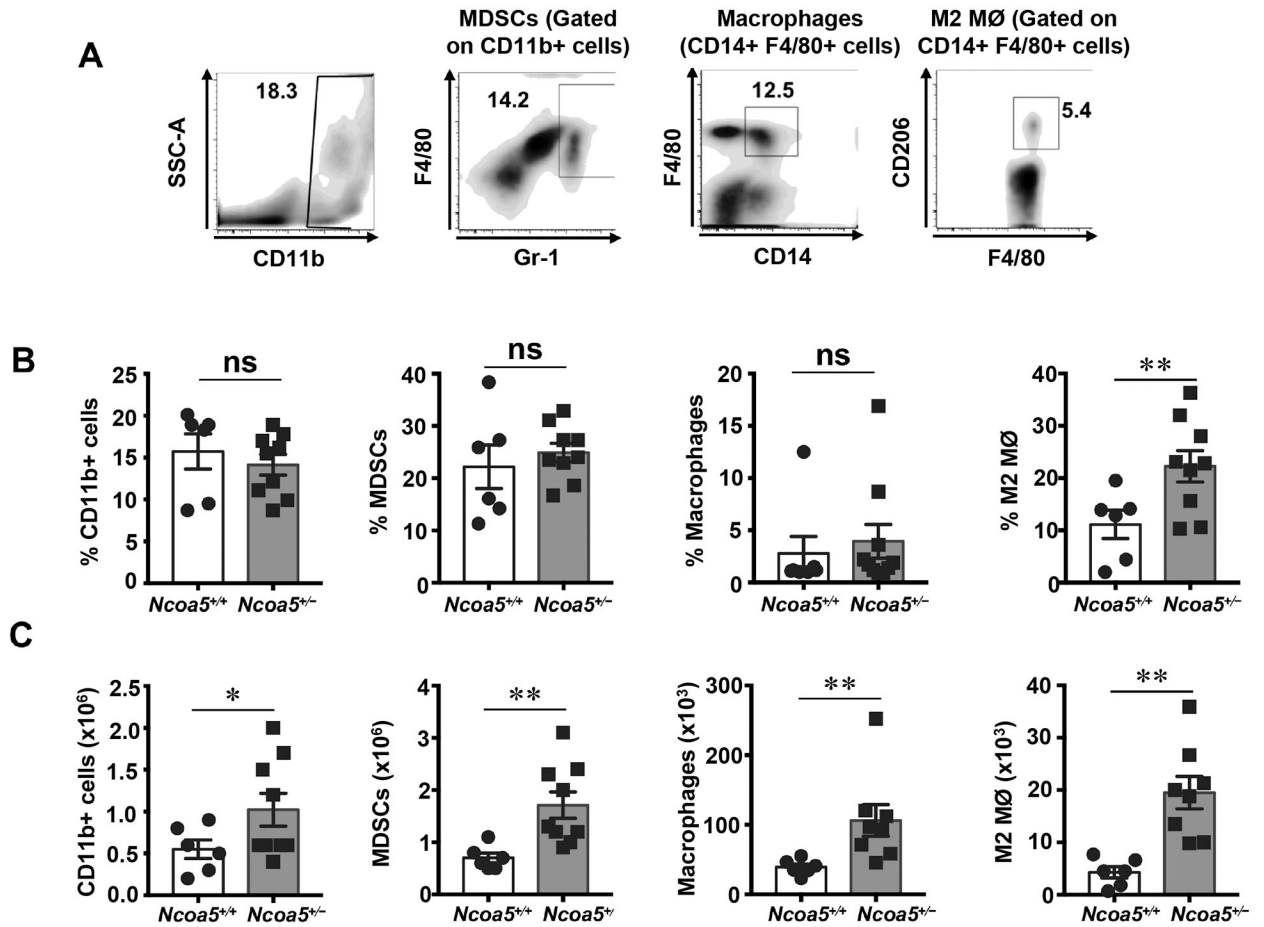 A
MDSCs (Gated
on CD11b+ cells)
Macrophages
(CD14+ F4/80+ cells)
M2 MØ (Gated on
CD14+ F4/80+ cells)
SSC-A
18.3
CD11b
F4/80
14.2
Gr-1
F4/80
12.5
CD14
CD206
5.4
F4/80
B
% CD11b+ cells
25
20
15
10
5
0
ns
Ncoa5+/+ Ncoa5+/−
% MDSCs
40
30
20
10
0
ns
Ncoa5+/+ Ncoa5+/−
% Macrophages
20
15
10
5
0
ns
Ncoa5+/+ Ncoa5+/−
% M2 MØ
40
30
20
10
0
**
Ncoa5+/+ Ncoa5+/−
C
CD11b+ cells (x10⁶)
2.5
2.0
1.5
1.0
0.5
0.0
*
Ncoa5+/+ Ncoa5+/−
MDSCs (x10⁶)
4
3
2
1
0
**
Ncoa5+/+ Ncoa5+/
Macrophages (x10³)
300
200
100
0
**
Ncoa5+/+ Ncoa5+/−
M2 MØ (x10³)
40
30
20
10
0
**
Ncoa5+/+ Ncoa5+/−